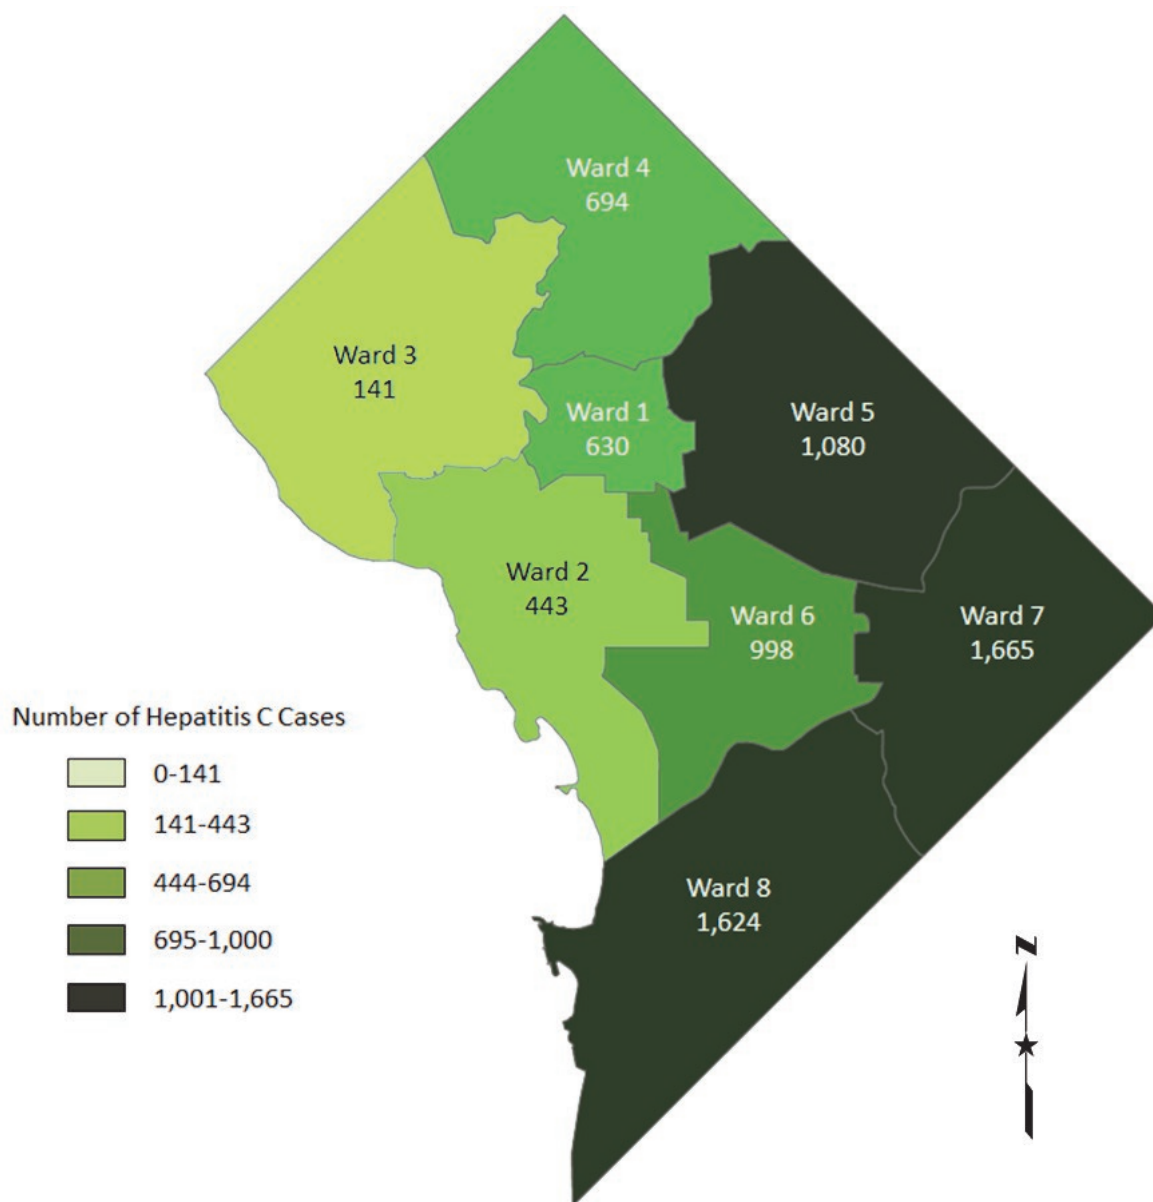 Ward 4
694
Ward 3
141
Ward 1
630
Ward 5
1,080
Ward 2
443
Ward 6
998
Ward 7
1,665
Ward 8
1,624
Number of Hepatitis C Cases
0-141
141-443
444-694
695-1,000
1,001-1,665
N